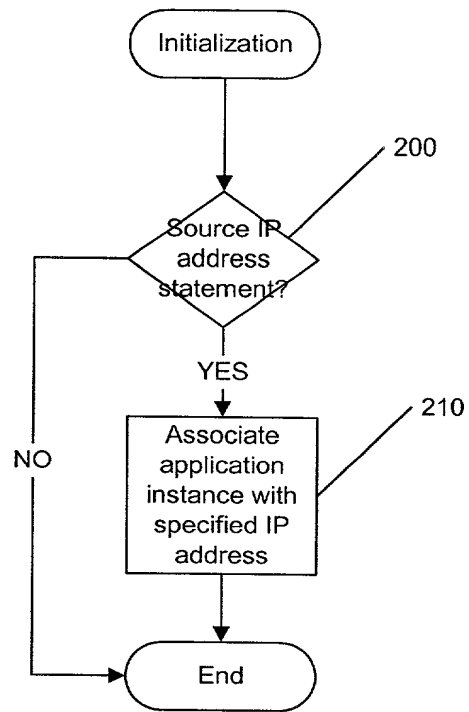 Initialization
200
Source IP
address
statement?
YES
210
Associate
application
instance with
specified IP
address
NO
End